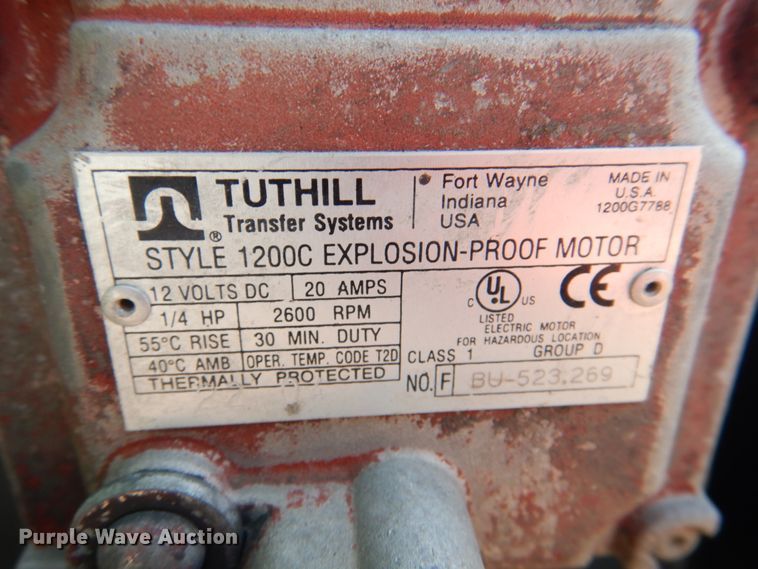 TUTHILL
Transfer Systems
®
Fort Wayne
Indiana
USA
MADE IN
U.S.A.
1200G7788
STYLE 1200C EXPLOSION-PROOF MOTOR
12 VOLTS DC 20 AMPS
1/4 HP 2600 RPM
55°C RISE 30 MIN. DUTY
40°C AMB OPER. TEMP. CODE T2D
THERMALLY PROTECTED
C UL US
CE
LISTED
ELECTRIC MOTOR
FOR HAZARDOUS LOCATION
CLASS 1 GROUP D
NO. F BU-523.269
Purple Wave Auction